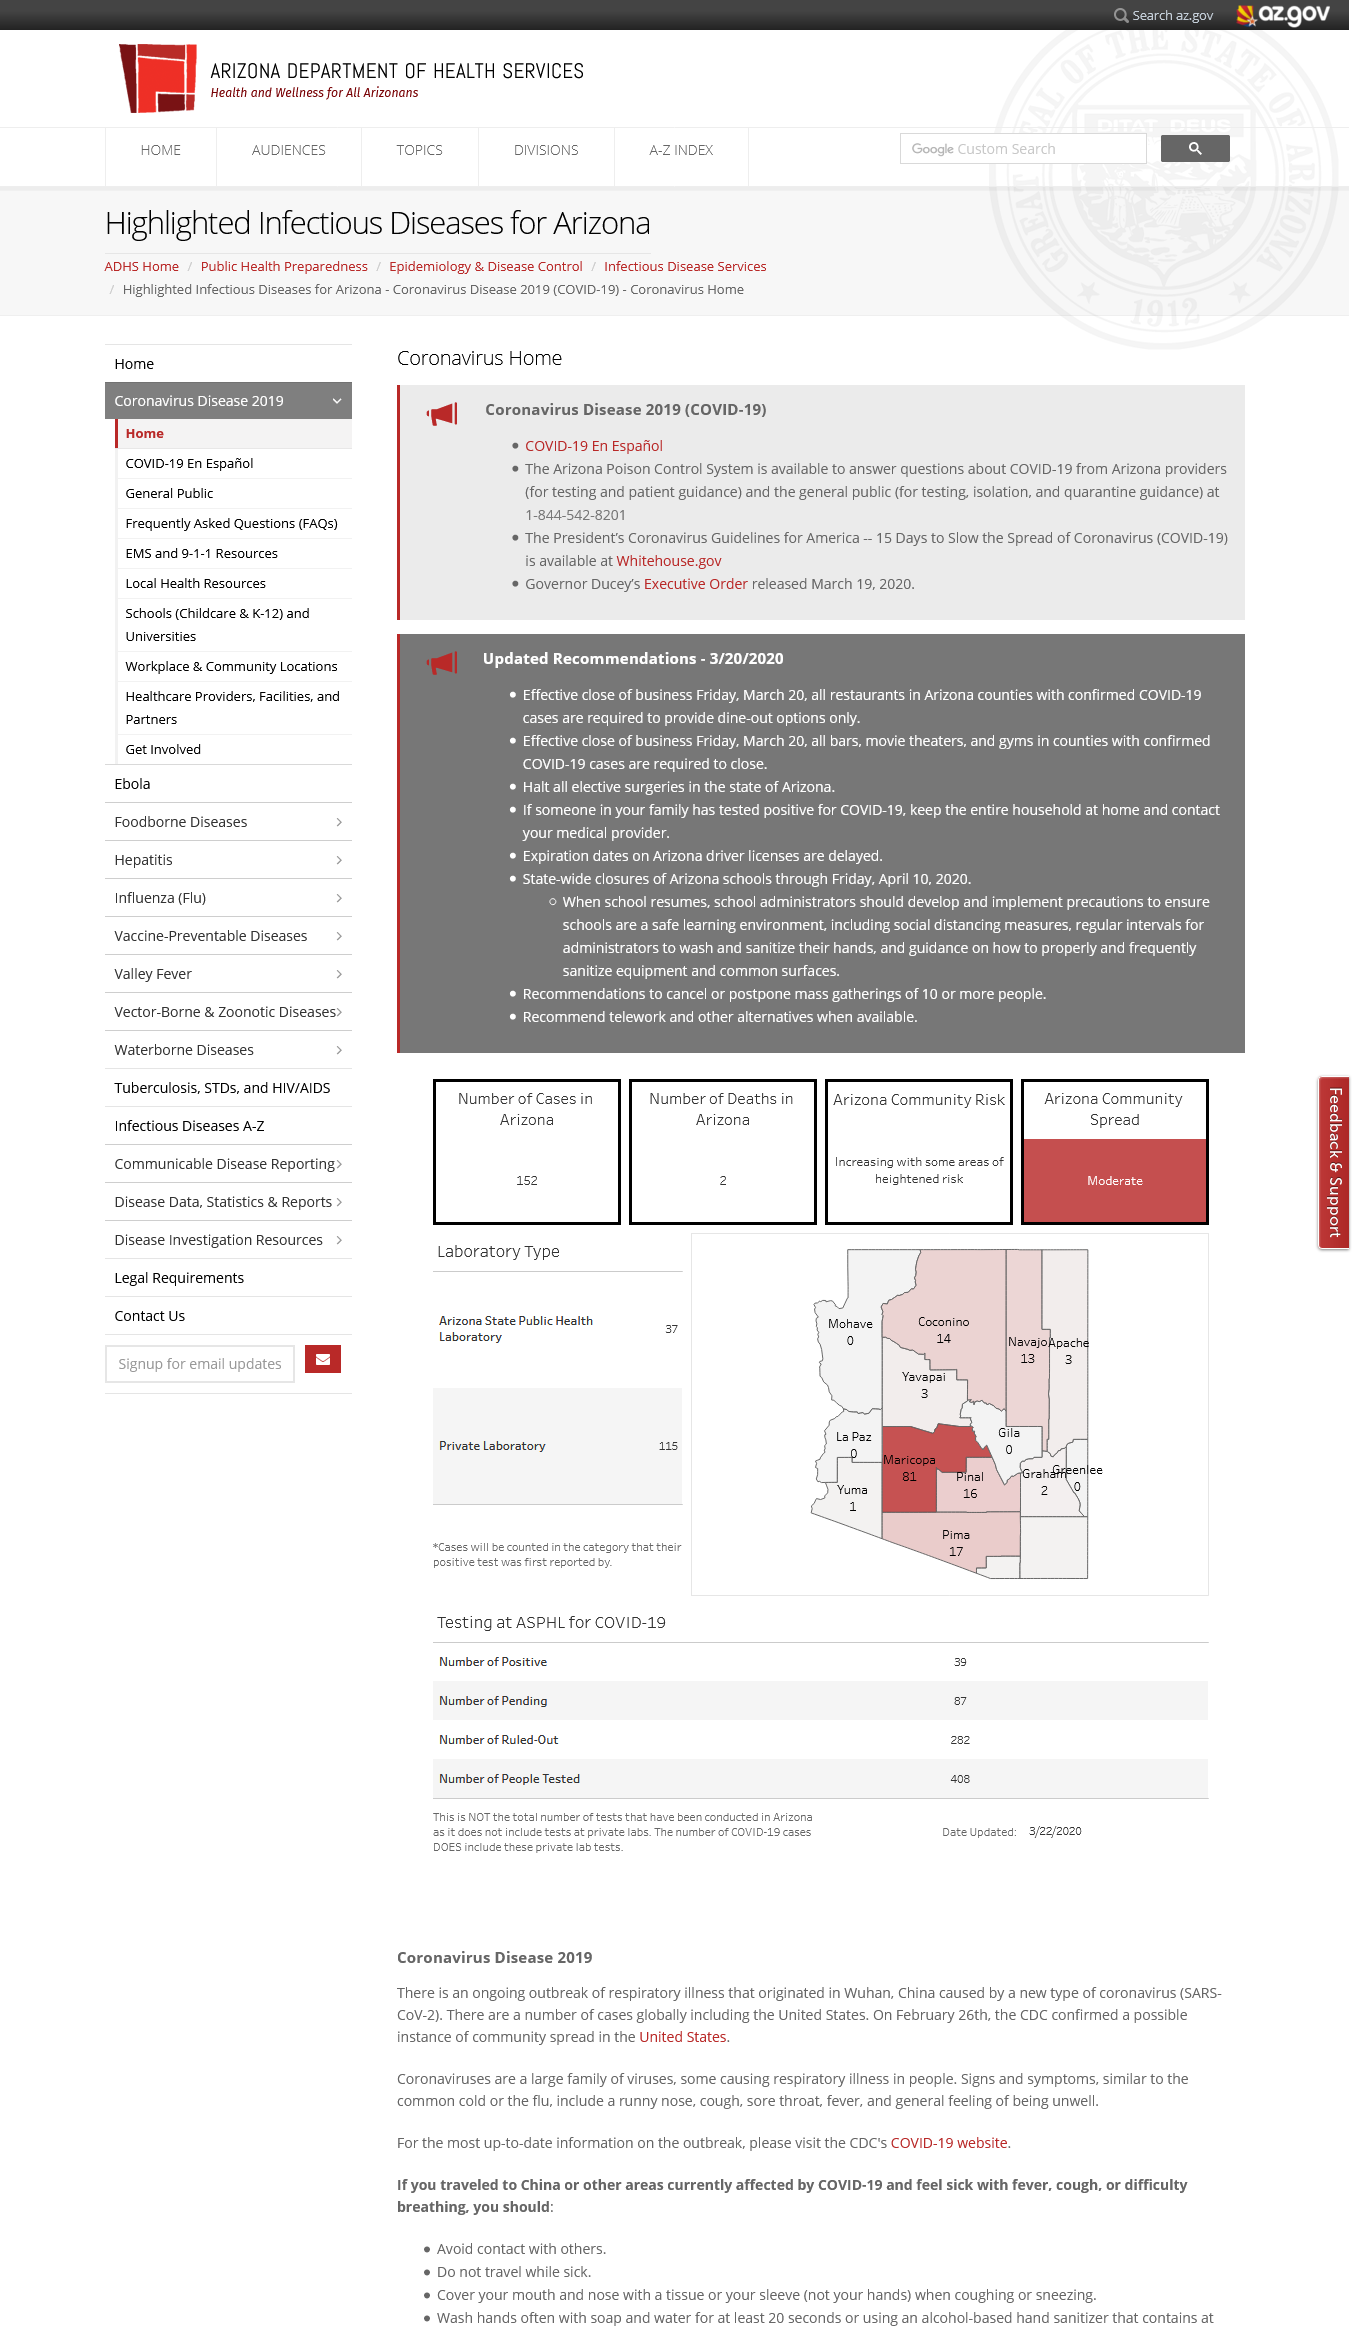 Search az.gov
az.gov
ARIZONA DEPARTMENT OF HEALTH SERVICES
Health and Wellness for All Arizonans
GREAT SEAL OF THE STATE OF ARIZONA
DITAT DEUS
1912
HOME
AUDIENCES
TOPICS
DIVISIONS
A-Z INDEX
Google Custom Search
Highlighted Infectious Diseases for Arizona
ADHS Home / Public Health Preparedness / Epidemiology & Disease Control / Infectious Disease Services
/ Highlighted Infectious Diseases for Arizona - Coronavirus Disease 2019 (COVID-19) - Coronavirus Home
Home
Coronavirus Disease 2019
Home
COVID-19 En Español
General Public
Frequently Asked Questions (FAQs)
EMS and 9-1-1 Resources
Local Health Resources
Schools (Childcare & K-12) and
Universities
Workplace & Community Locations
Healthcare Providers, Facilities, and
Partners
Get Involved
Ebola
Foodborne Diseases
Hepatitis
Influenza (Flu)
Vaccine-Preventable Diseases
Valley Fever
Vector-Borne & Zoonotic Diseases
Waterborne Diseases
Tuberculosis, STDs, and HIV/AIDS
Infectious Diseases A-Z
Communicable Disease Reporting
Disease Data, Statistics & Reports
Disease Investigation Resources
Legal Requirements
Contact Us
Signup for email updates
Coronavirus Home
Coronavirus Disease 2019 (COVID-19)
COVID-19 En Español
The Arizona Poison Control System is available to answer questions about COVID-19 from Arizona providers
(for testing and patient guidance) and the general public (for testing, isolation, and quarantine guidance) at
1-844-542-8201
The President's Coronavirus Guidelines for America -- 15 Days to Slow the Spread of Coronavirus (COVID-19)
is available at Whitehouse.gov
Governor Ducey's Executive Order released March 19, 2020.
Updated Recommendations - 3/20/2020
Effective close of business Friday, March 20, all restaurants in Arizona counties with confirmed COVID-19
cases are required to provide dine-out options only.
Effective close of business Friday, March 20, all bars, movie theaters, and gyms in counties with confirmed
COVID-19 cases are required to close.
Halt all elective surgeries in the state of Arizona.
If someone in your family has tested positive for COVID-19, keep the entire household at home and contact
your medical provider.
Expiration dates on Arizona driver licenses are delayed.
State-wide closures of Arizona schools through Friday, April 10, 2020.
When school resumes, school administrators should develop and implement precautions to ensure
schools are a safe learning environment, including social distancing measures, regular intervals for
administrators to wash and sanitize their hands, and guidance on how to properly and frequently
sanitize equipment and common surfaces.
Recommendations to cancel or postpone mass gatherings of 10 or more people.
Recommend telework and other alternatives when available.
Number of Cases in
Arizona
152
Number of Deaths in
Arizona
2
Arizona Community Risk
Increasing with some areas of
heightened risk
Arizona Community
Spread
Moderate
Feedback & Support
Laboratory Type
Arizona State Public Health
Laboratory
37
Private Laboratory
115
*Cases will be counted in the category that their
positive test was first reported by.
Mohave
0
Coconino
14
Navajo
13
Apache
3
Yavapai
3
La Paz
0
Gila
0
Maricopa
81
Pinal
16
Graham
2
Greenlee
0
Yuma
1
Pima
17
Testing at ASPHL for COVID-19
Number of Positive 39
Number of Pending 87
Number of Ruled-Out 282
Number of People Tested 408
This is NOT the total number of tests that have been conducted in Arizona
as it does not include tests at private labs. The number of COVID-19 cases
DOES include these private lab tests.
Date Updated: 3/22/2020
Coronavirus Disease 2019
There is an ongoing outbreak of respiratory illness that originated in Wuhan, China caused by a new type of coronavirus (SARS-
CoV-2). There are a number of cases globally including the United States. On February 26th, the CDC confirmed a possible
instance of community spread in the United States.
Coronaviruses are a large family of viruses, some causing respiratory illness in people. Signs and symptoms, similar to the
common cold or the flu, include a runny nose, cough, sore throat, fever, and general feeling of being unwell.
For the most up-to-date information on the outbreak, please visit the CDC's COVID-19 website.
If you traveled to China or other areas currently affected by COVID-19 and feel sick with fever, cough, or difficulty
breathing, you should:
Avoid contact with others.
Do not travel while sick.
Cover your mouth and nose with a tissue or your sleeve (not your hands) when coughing or sneezing.
Wash hands often with soap and water for at least 20 seconds or using an alcohol-based hand sanitizer that contains at